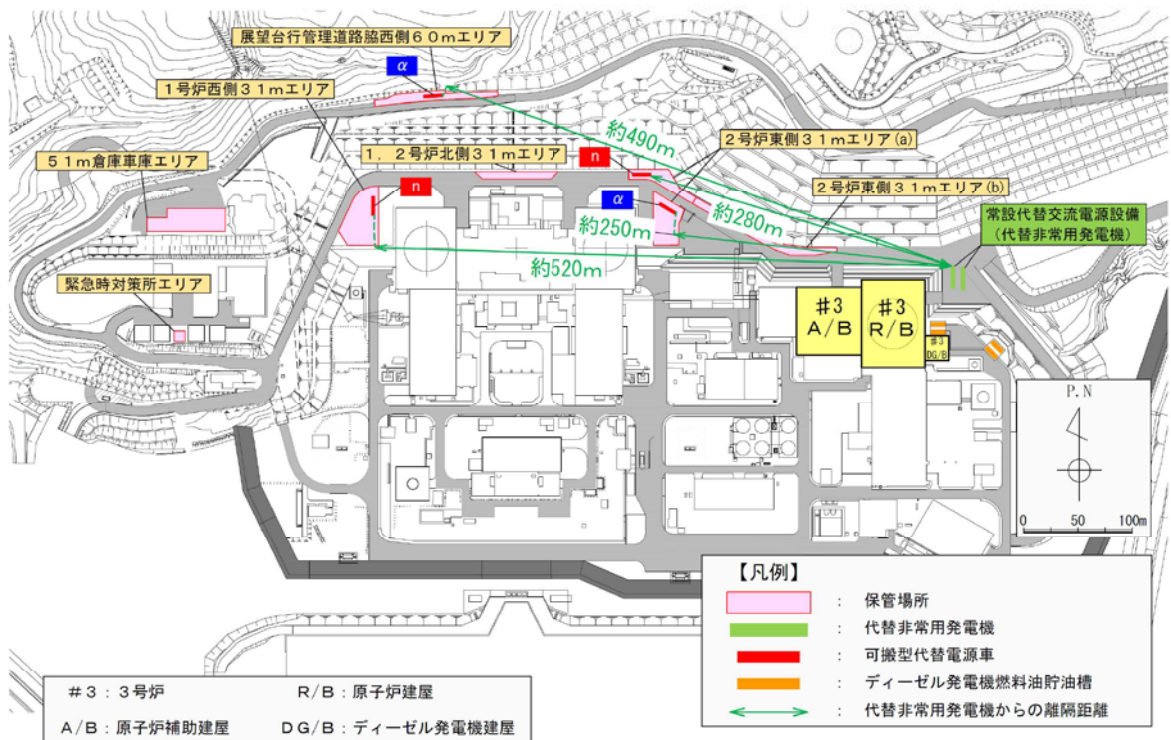 展望台行管理道路脇西側60mエリア
α
1号炉西側31mエリア
約490m
2号炉東側31mエリア(a)
51m倉庫車庫エリア
1,2号炉北側31mエリア
n
n
2号炉東側31mエリア(b)
α
約280m
約250m
常設代替交流電源設備
(代替非常用発電機)
約520m
緊急時対策所エリア
#3
A/B
#3
R/B
#3
DG/B
P.N
0 50 100m
【凡例】
: 保管場所
: 代替非常用発電機
: 可搬型代替電源車
: ディーゼル発電機燃料油貯油槽
: 代替非常用発電機からの離隔距離
#3:3号炉 R/B:原子炉建屋
A/B:原子炉補助建屋 DG/B:ディーゼル発電機建屋